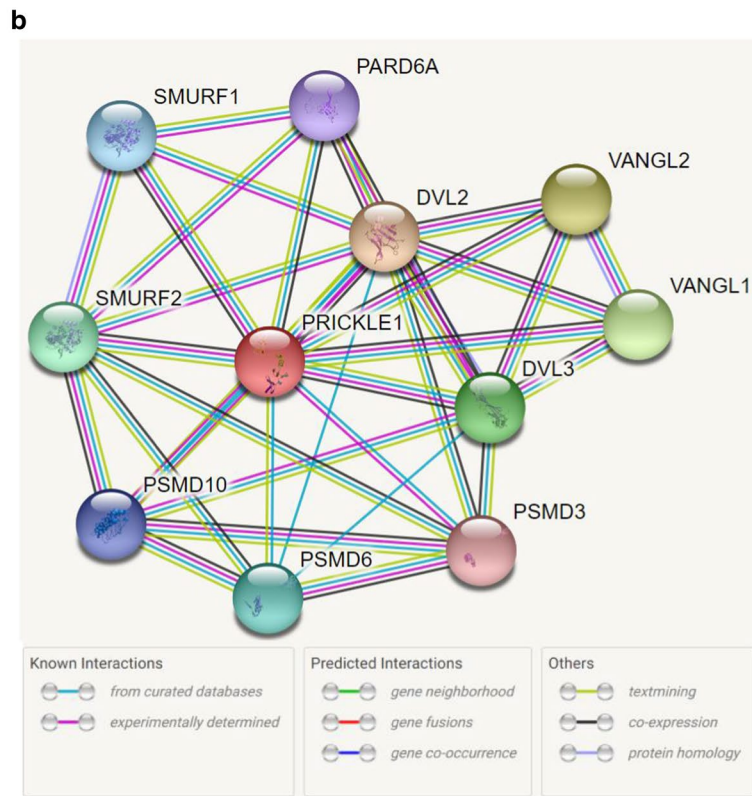 b
PARD6A
SMURF1
VANGL2
DVL2
VANGL1
SMURF2
PRICKLE1
DVL3
PSMD10
PSMD3
PSMD6
Known Interactions
from curated databases
experimentally determined
Predicted Interactions
gene neighborhood
gene fusions
gene co-occurrence
Others
textmining
co-expression
protein homology